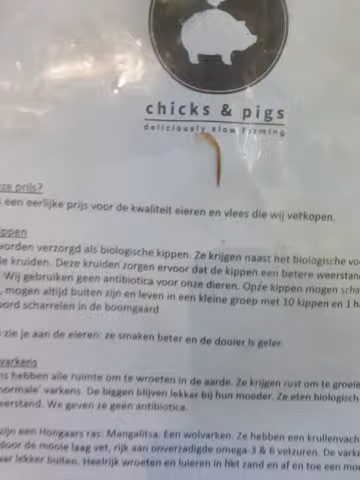 chicks & pigs
deliciously slow farming
ze prijs?
een eerlijke prijs voor de kwaliteit eieren en vlees die wij verkopen.
ippen
worden verzorgd als biologische kippen. Ze krijgen naast het biologische vo
ie kruiden. Deze kruiden zorgen ervoor dat de kippen een betere weerstan
Wij gebruiken geen antibiotica voor onze dieren. Onze kippen mogen scha
, mogen altijd buiten zijn en leven in een kleine groep met 10 kippen en 1 h
oord scharrelen in de boomgaard
zie je aan de eieren: ze smaken beter en de dooier is geler.
varkens
ns hebben alle ruimte om te wroeten in de aarde. Ze krijgen rust om te groeie
normale' varkens. De biggen blijven lekker bij hun moeder. Ze eten biologisch
eerstand. We geven ze geen antibiotica.
zijn een Hongaars ras: Mangalitsa. Een wolvarken. Ze hebben een krullenvach
door de mooie laag vet, rijk aan onverzadigde omega-3 & 6 vetzuren. De varke
aar lekker buiten. Heerlijk wroeten en luieren in het zand en af en toe een mo